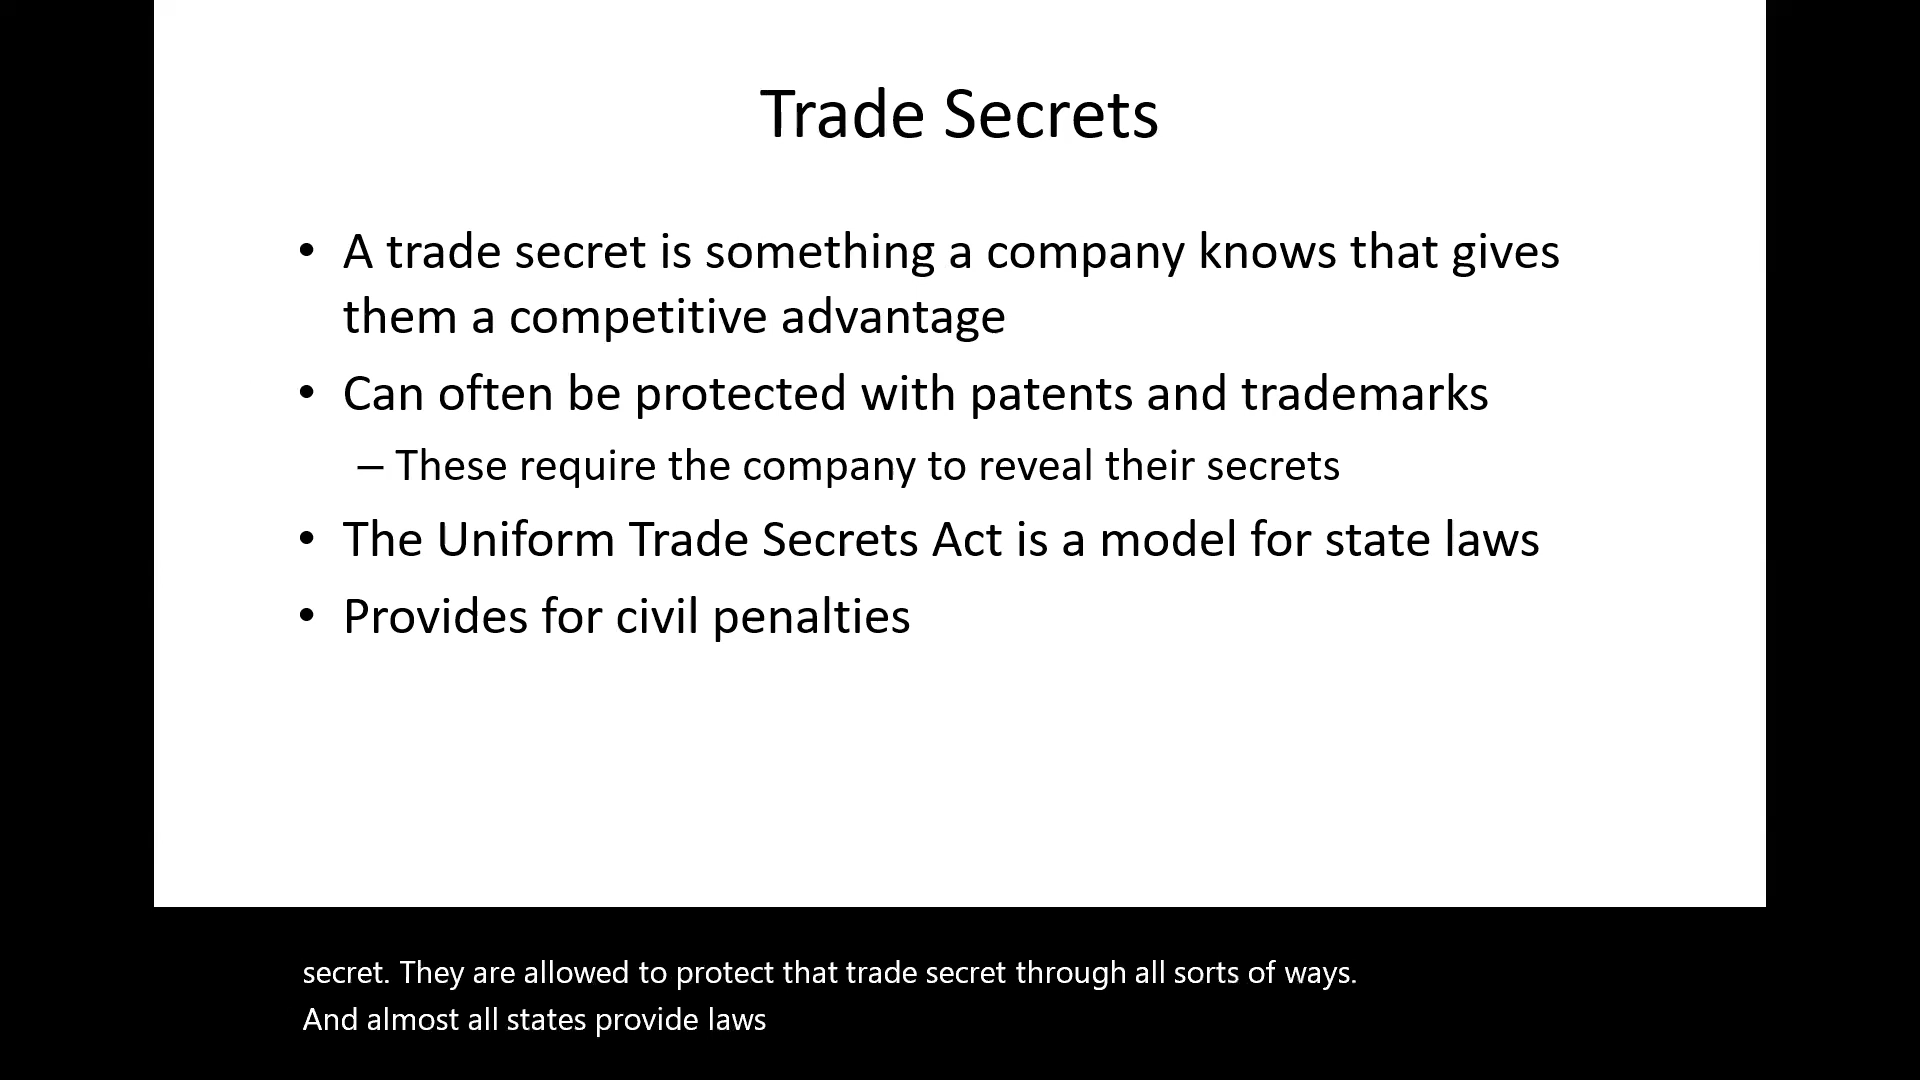 Trade Secrets
• A trade secret is something a company knows that gives
them a competitive advantage
• Can often be protected with patents and trademarks
– These require the company to reveal their secrets
• The Uniform Trade Secrets Act is a model for state laws
• Provides for civil penalties
secret. They are allowed to protect that trade secret through all sorts of ways.
And almost all states provide laws